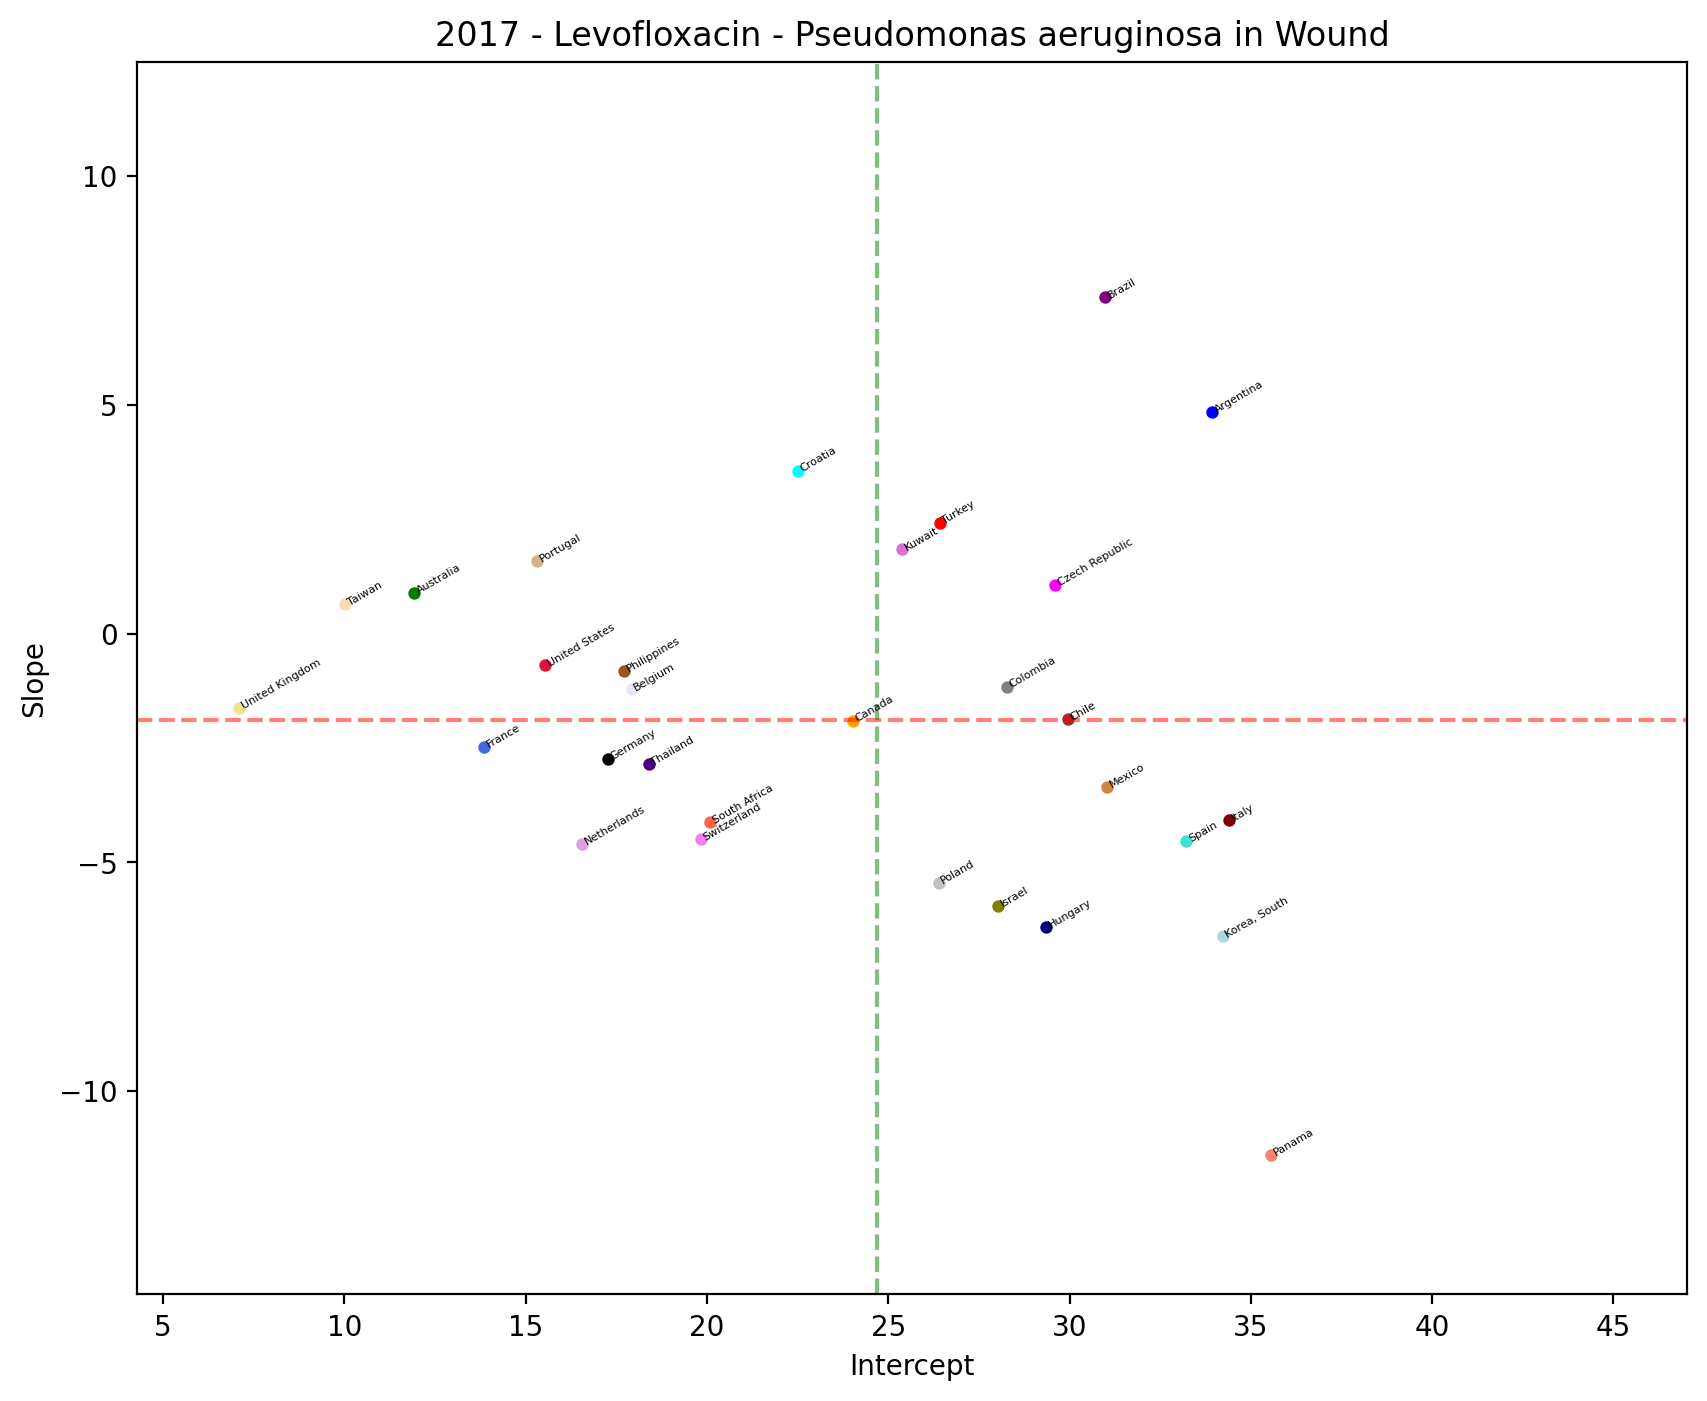 2017 - Levofloxacin - Pseudomonas aeruginosa in Wound
10
5
0
−5
−10
Slope
Brazil
Argentina
Croatia
Turkey
Kuwait
Portugal
Czech Republic
Australia
Taiwan
United States
Philippines
Belgium
Colombia
United Kingdom
Canada
Chile
France
Germany
Thailand
Mexico
South Africa
Switzerland
Netherlands
Italy
Spain
Poland
Israel
Hungary
Korea, South
Panama
5
10
15
20
25
30
35
40
45
Intercept